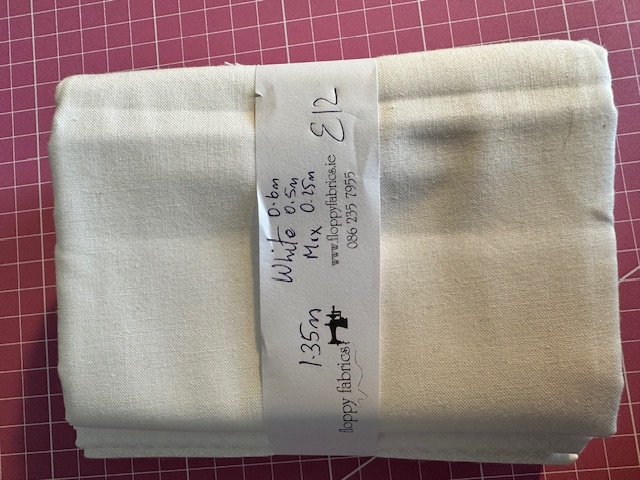 1.35m White 0.6m €12
0.5m
Mix 0.25m
floppy fabrics
www.floppyfabrics.ie
086 235 7955